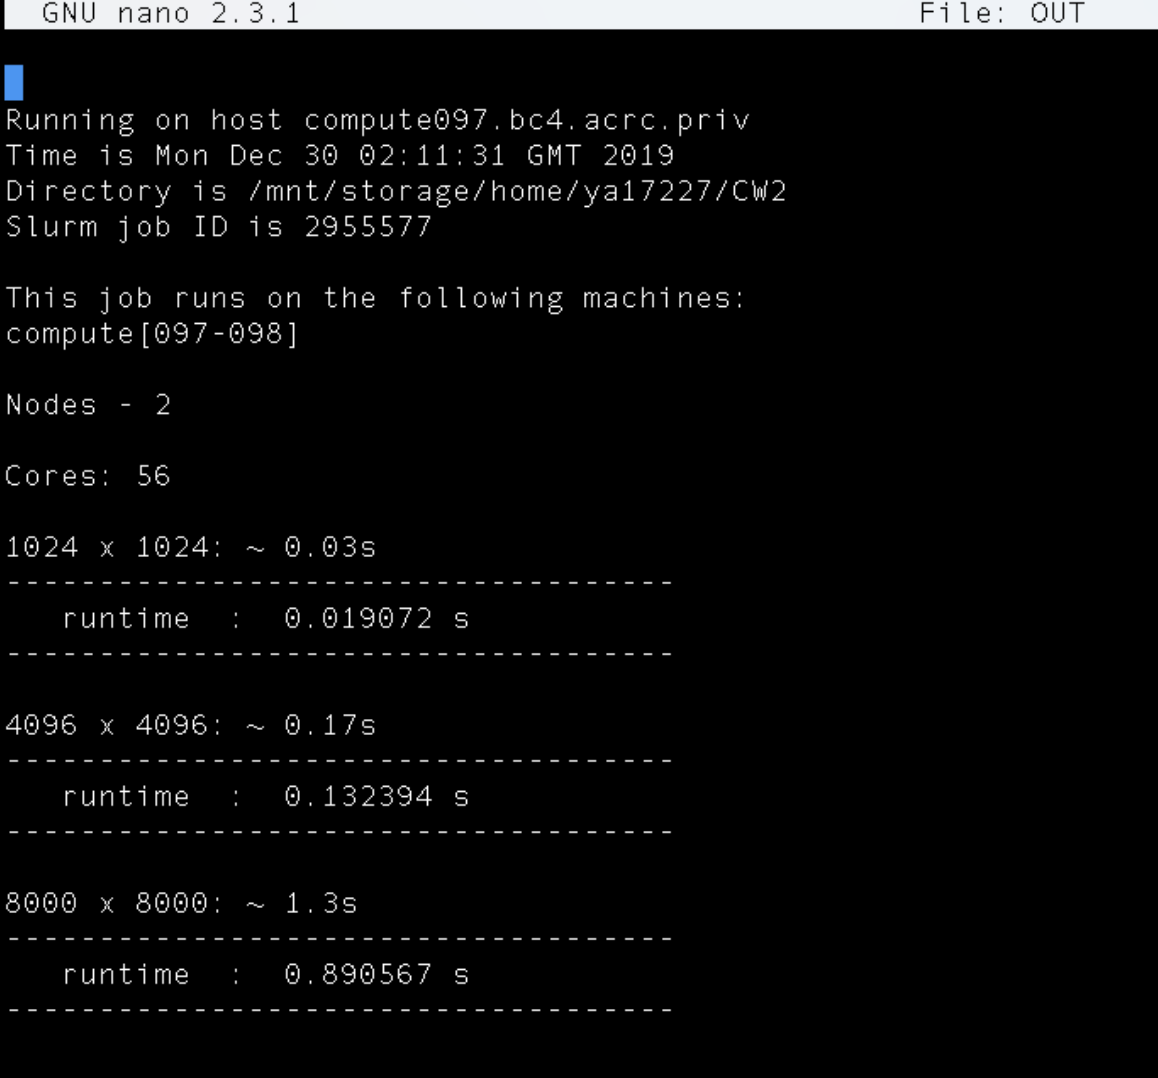 GNU nano 2.3.1 File: OUT
Running on host compute097.bc4.acrc.priv
Time is Mon Dec 30 02:11:31 GMT 2019
Directory is /mnt/storage/home/ya17227/CW2
Slurm job ID is 2955577
This job runs on the following machines:
compute[097-098]
Nodes - 2
Cores: 56
1024 x 1024: ~ 0.03s
------------------------------------
runtime : 0.019072 s
------------------------------------
4096 x 4096: ~ 0.17s
------------------------------------
runtime : 0.132394 s
------------------------------------
8000 x 8000: ~ 1.3s
------------------------------------
runtime : 0.890567 s
------------------------------------